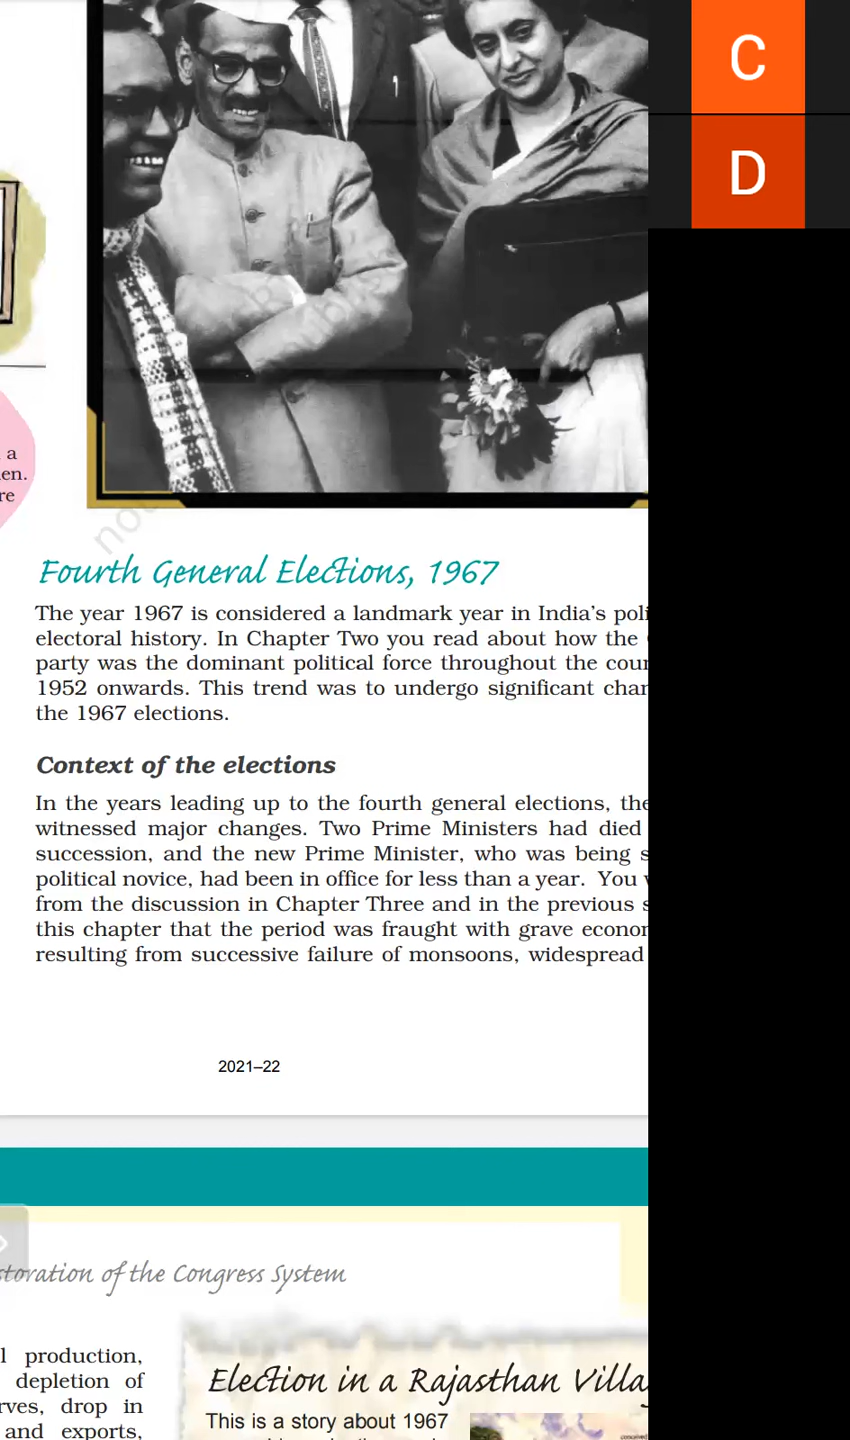 C
D
a
en.
re
not
Fourth General Elections, 1967
The year 1967 is considered a landmark year in India's poli
electoral history. In Chapter Two you read about how the
party was the dominant political force throughout the cour
1952 onwards. This trend was to undergo significant chan
the 1967 elections.
Context of the elections
In the years leading up to the fourth general elections, the
witnessed major changes. Two Prime Ministers had died
succession, and the new Prime Minister, who was being s
political novice, had been in office for less than a year. You
from the discussion in Chapter Three and in the previous s
this chapter that the period was fraught with grave econom
resulting from successive failure of monsoons, widespread
2021–22
storation of the Congress System
l production,
depletion of
rves, drop in
and exports,
Election in a Rajasthan Villa
This is a story about 1967